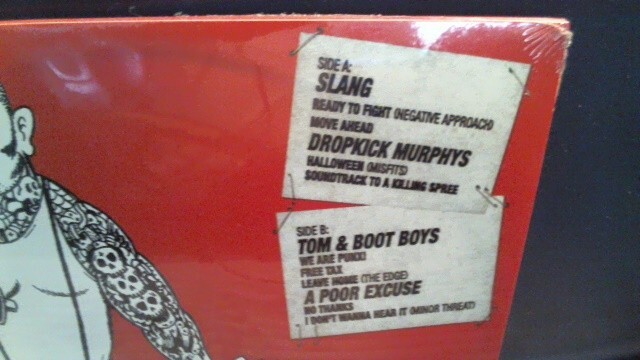 SIDE A:
SLANG
READY TO FIGHT (NEGATIVE APPROACH)
MOVE AHEAD
DROPKICK MURPHYS
HALLOWEEN (MISFITS)
SOUNDTRACK TO A KILLING SPREE
SIDE B:
TOM & BOOT BOYS
WE ARE PUNX!
FREE TAX
LEAVE HOME (THE EDGE)
A POOR EXCUSE
NO THANKS
I DON'T WANNA HEAR IT (MINOR THREAT)